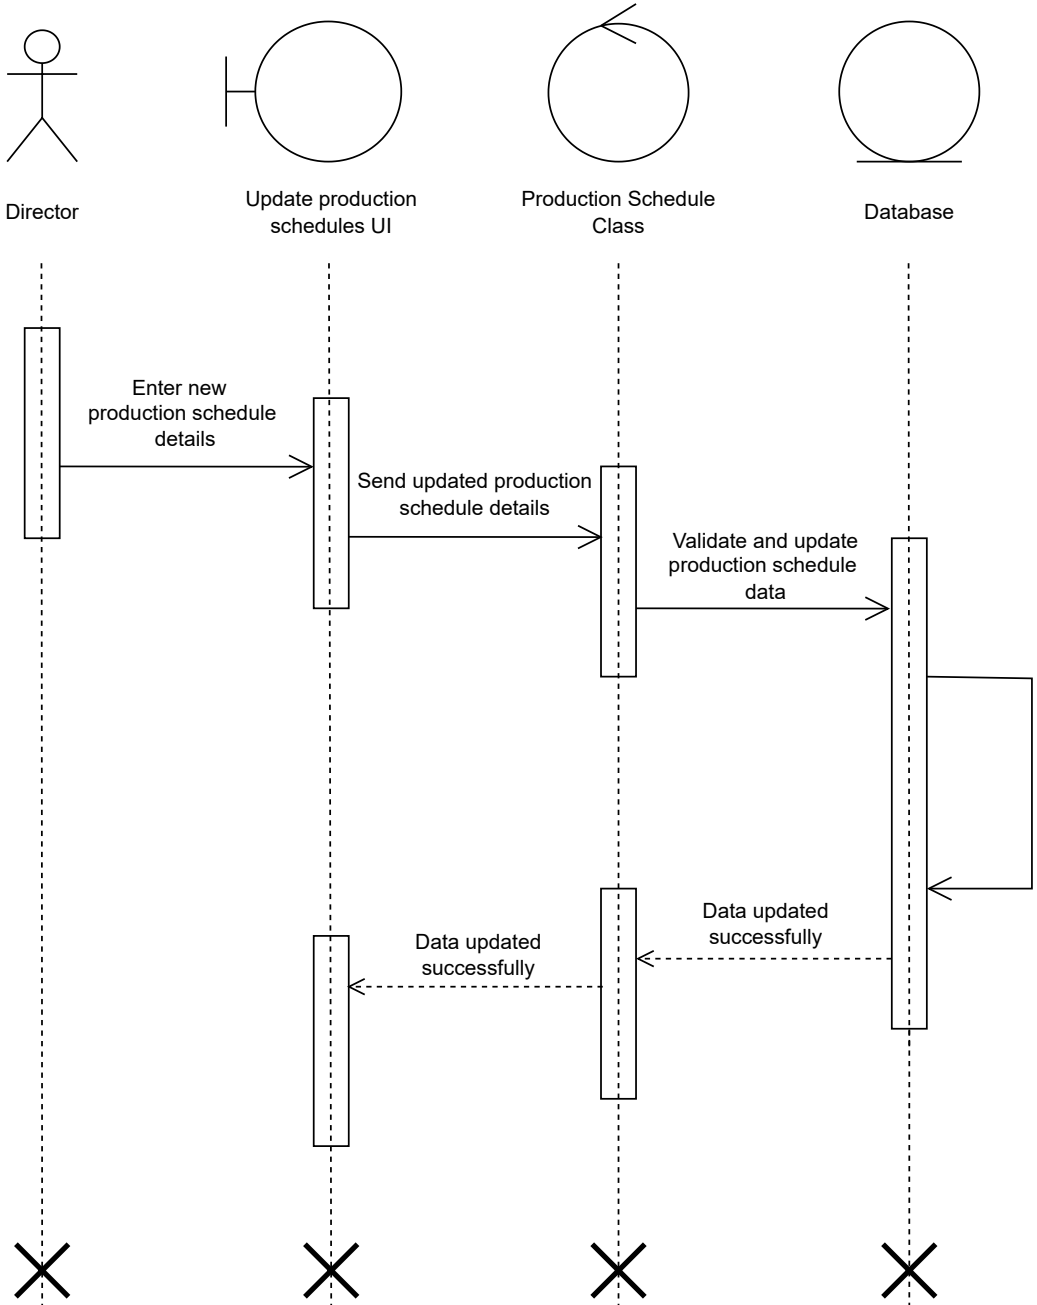 Director
Update production
schedules UI
Production Schedule
Class
Database
Enter new
production schedule
details
Send updated production
schedule details
Validate and update
production schedule
data
Data updated
successfully
Data updated
successfully